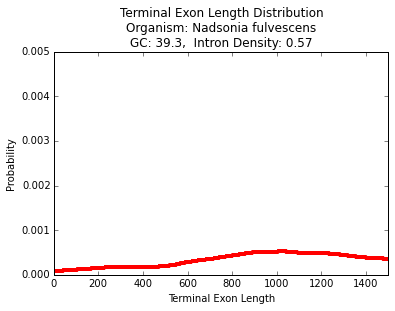 Terminal Exon Length Distribution
Organism: Nadsonia fulvescens
GC: 39.3,  Intron Density: 0.57
0.005
0.004
0.003
0.002
0.001
0.000
Probability
0 200 400 600 800 1000 1200 1400
Terminal Exon Length